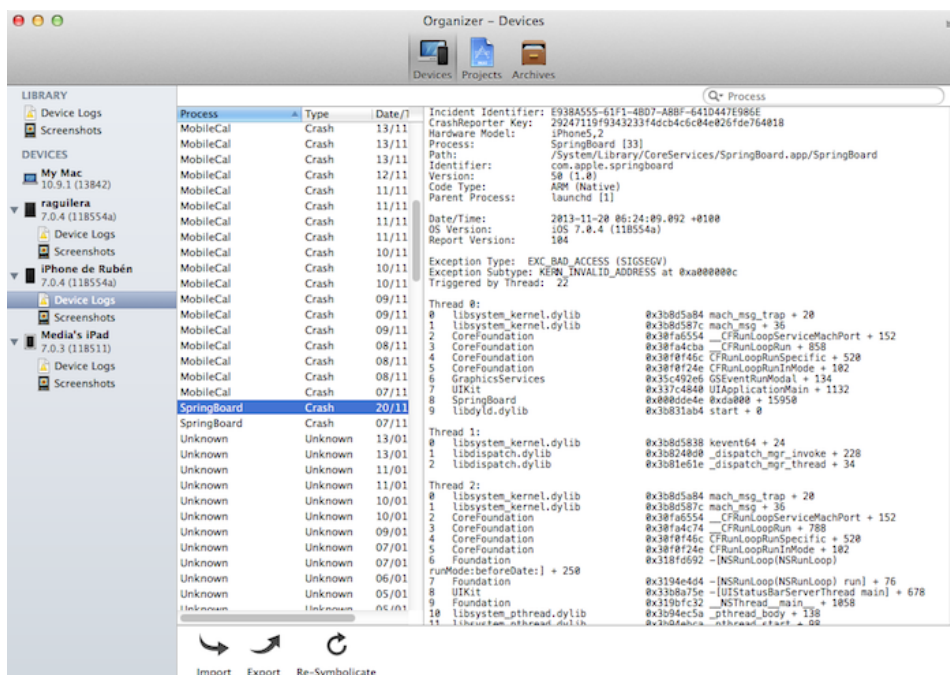 Organizer – Devices
Devices Projects Archives
LIBRARY
Device Logs
Screenshots
DEVICES
My Mac
10.9.1 (13842)
raguilera
7.0.4 (11B554a)
Device Logs
Screenshots
iPhone de Rubén
7.0.4 (11B554a)
Device Logs
Screenshots
Media's iPad
7.0.3 (11B511)
Device Logs
Screenshots
Process
Process Type Date/T
MobileCal Crash 13/11
MobileCal Crash 13/11
MobileCal Crash 13/11
MobileCal Crash 12/11
MobileCal Crash 11/11
MobileCal Crash 11/11
MobileCal Crash 11/11
MobileCal Crash 11/11
MobileCal Crash 10/11
MobileCal Crash 10/11
MobileCal Crash 10/11
MobileCal Crash 09/11
MobileCal Crash 09/11
MobileCal Crash 09/11
MobileCal Crash 08/11
MobileCal Crash 08/11
MobileCal Crash 08/11
MobileCal Crash 07/11
SpringBoard Crash 20/11
SpringBoard Crash 07/11
Unknown Unknown 13/01
Unknown Unknown 13/01
Unknown Unknown 11/01
Unknown Unknown 11/01
Unknown Unknown 10/01
Unknown Unknown 10/01
Unknown Unknown 09/01
Unknown Unknown 07/01
Unknown Unknown 07/01
Unknown Unknown 06/01
Unknown Unknown 05/01
Unknown Unknown 05/01
Incident Identifier: E938A555-61F1-4BD7-A8BF-641D447E986E
CrashReporter Key: 29247119f9343233f4dcb4c6c04e026fde764018
Hardware Model: iPhone5,2
Process: SpringBoard [33]
Path: /System/Library/CoreServices/SpringBoard.app/SpringBoard
Identifier: com.apple.springboard
Version: 50 (1.0)
Code Type: ARM (Native)
Parent Process: launchd [1]
Date/Time: 2013-11-20 06:24:09.092 +0100
OS Version: iOS 7.0.4 (11B554a)
Report Version: 104
Exception Type: EXC_BAD_ACCESS (SIGSEGV)
Exception Subtype: KERN_INVALID_ADDRESS at 0xa000000c
Triggered by Thread: 22
Thread 0:
0 libsystem_kernel.dylib 0x3b8d5a84 mach_msg_trap + 20
1 libsystem_kernel.dylib 0x3b8d587c mach_msg + 36
2 CoreFoundation 0x30fa6554 __CFRunLoopServiceMachPort + 152
3 CoreFoundation 0x30fa4cba __CFRunLoopRun + 858
4 CoreFoundation 0x30f0f46c CFRunLoopRunSpecific + 520
5 CoreFoundation 0x30f0f24e CFRunLoopRunInMode + 102
6 GraphicsServices 0x35c492e6 GSEventRunModal + 134
7 UIKit 0x337c4840 UIApplicationMain + 1132
8 SpringBoard 0x000dde4e 0xda000 + 15950
9 libdyld.dylib 0x3b831ab4 start + 0
Thread 1:
0 libsystem_kernel.dylib 0x3b8d5838 kevent64 + 24
1 libdispatch.dylib 0x3b8240d0 _dispatch_mgr_invoke + 228
2 libdispatch.dylib 0x3b81e61e _dispatch_mgr_thread + 34
Thread 2:
0 libsystem_kernel.dylib 0x3b8d5a84 mach_msg_trap + 20
1 libsystem_kernel.dylib 0x3b8d587c mach_msg + 36
2 CoreFoundation 0x30fa6554 __CFRunLoopServiceMachPort + 152
3 CoreFoundation 0x30fa4c74 __CFRunLoopRun + 788
4 CoreFoundation 0x30f0f46c CFRunLoopRunSpecific + 520
5 CoreFoundation 0x30f0f24e CFRunLoopRunInMode + 102
6 Foundation 0x318fd692 -[NSRunLoop(NSRunLoop)
runMode:beforeDate:] + 250
7 Foundation 0x3194e4d4 -[NSRunLoop(NSRunLoop) run] + 76
8 UIKit 0x33b8a75e -[UIStatusBarServerThread main] + 678
9 Foundation 0x319bfc32 __NSThread__main__ + 1058
10 libsystem_pthread.dylib 0x3b94ec5a _pthread_body + 138
11 libsystem_pthread.dylib 0x3b94ebca _pthread_start + 98
Import Export Re-Symbolicate